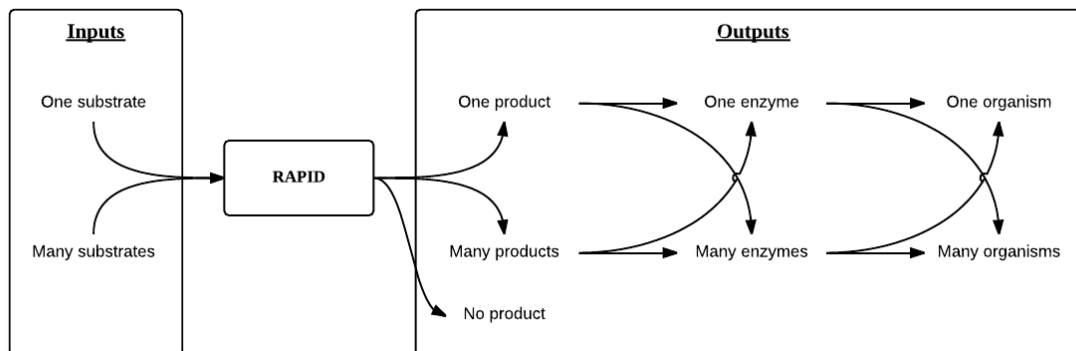 Inputs
Outputs
One substrate
One product
One enzyme
One organism
RAPID
Many substrates
Many products
Many enzymes
Many organisms
No product